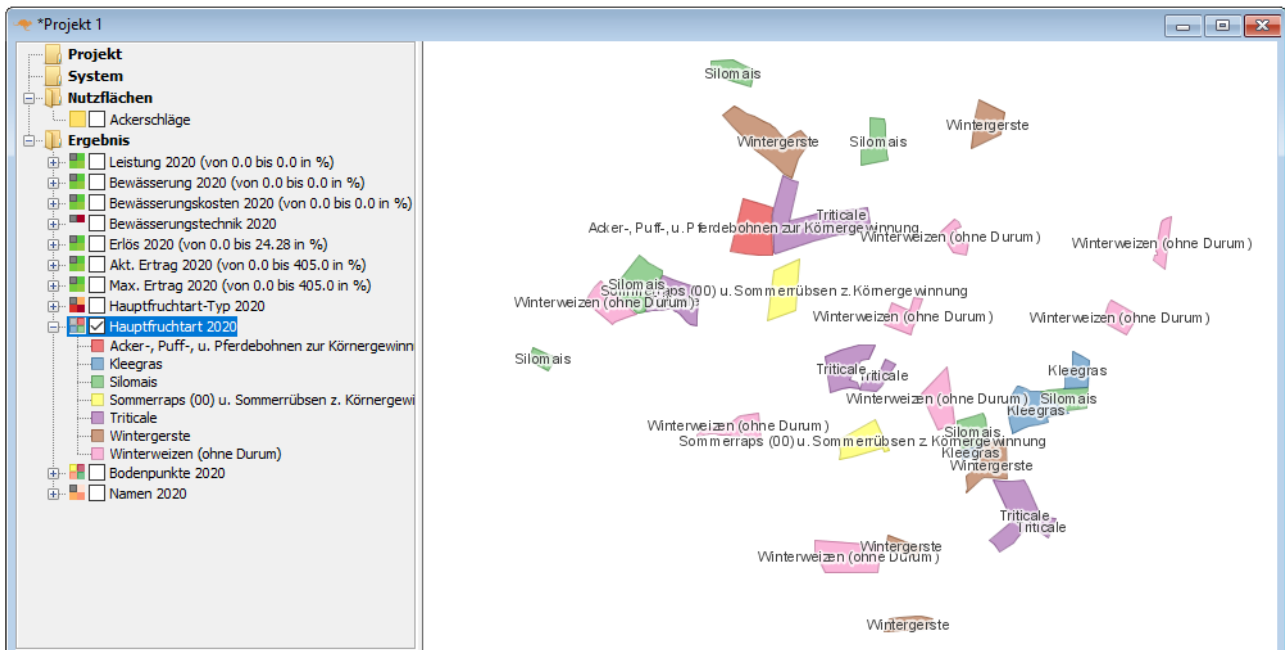 *Projekt 1
Projekt
System
Nutzflächen
Ackerschläge
Ergebnis
Leistung 2020 (von 0.0 bis 0.0 in %)
Bewässerung 2020 (von 0.0 bis 0.0 in %)
Bewässerungskosten 2020 (von 0.0 bis 0.0 in %)
Bewässerungstechnik 2020
Erlös 2020 (von 0.0 bis 24.28 in %)
Akt. Ertrag 2020 (von 0.0 bis 405.0 in %)
Max. Ertrag 2020 (von 0.0 bis 405.0 in %)
Hauptfruchtart-Typ 2020
Hauptfruchtart 2020
Acker-, Puff-, u. Pferdebohnen zur Körnergewinn
Kleegras
Silomais
Sommerraps (00) u. Sommerrübsen z. Körnergewi
Triticale
Wintergerste
Winterweizen (ohne Durum)
Bodenpunkte 2020
Namen 2020
Silomais
Wintergerste
Wintergerste
Silomais
Triticale
Acker-, Puff-, u. Pferdebohnen zur Körnergewinnung
Winterweizen (ohne Durum)
Winterweizen (ohne Durum)
Silomais
Sommerraps (00) u. Sommerrübsen z. Körnergewinnung
Winterweizen (ohne Durum)
Winterweizen (ohne Durum)
Winterweizen (ohne Durum)
Silomais
Triticale
Triticale
Kleegras
Winterweizen (ohne Durum)
Silomais
Kleegras
Winterweizen (ohne Durum)
Silomais
Sommerraps (00) u. Sommerrübsen z. Körnergewinnung
Kleegras
Wintergerste
Triticale
Triticale
Wintergerste
Winterweizen (ohne Durum)
Wintergerste